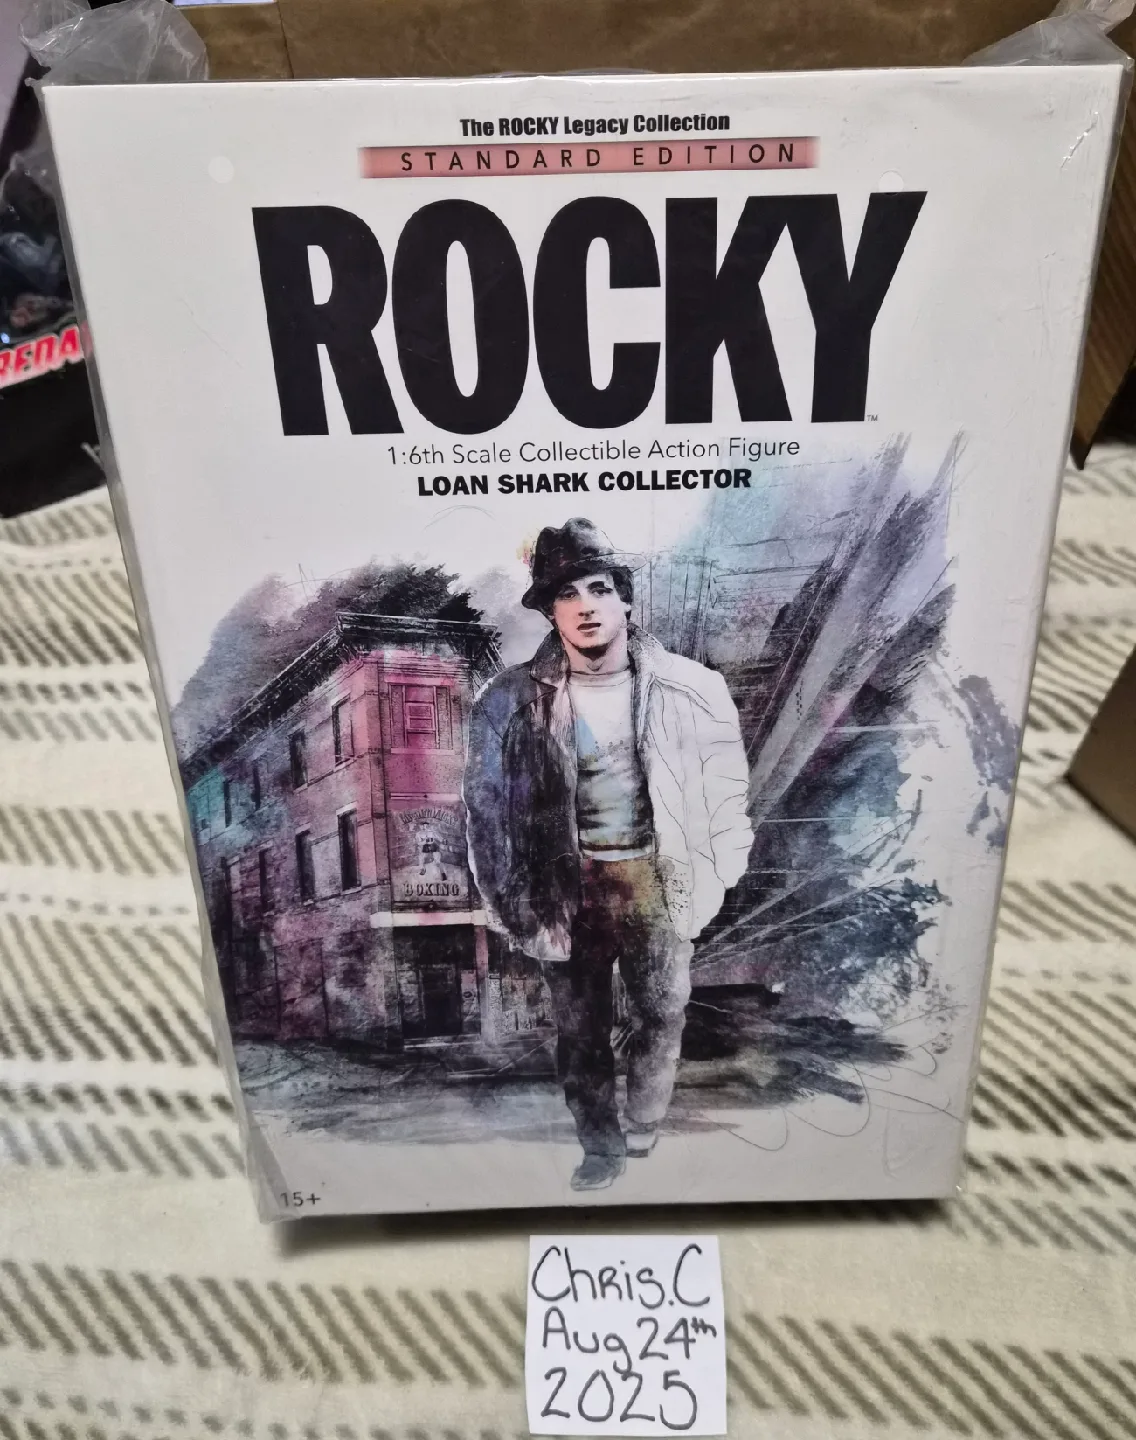 The ROCKY Legacy Collection
STANDARD EDITION
ROCKY
TM
1:6th Scale Collectible Action Figure
LOAN SHARK COLLECTOR
BOXING
15+
Chris.C
Aug 24th
2025